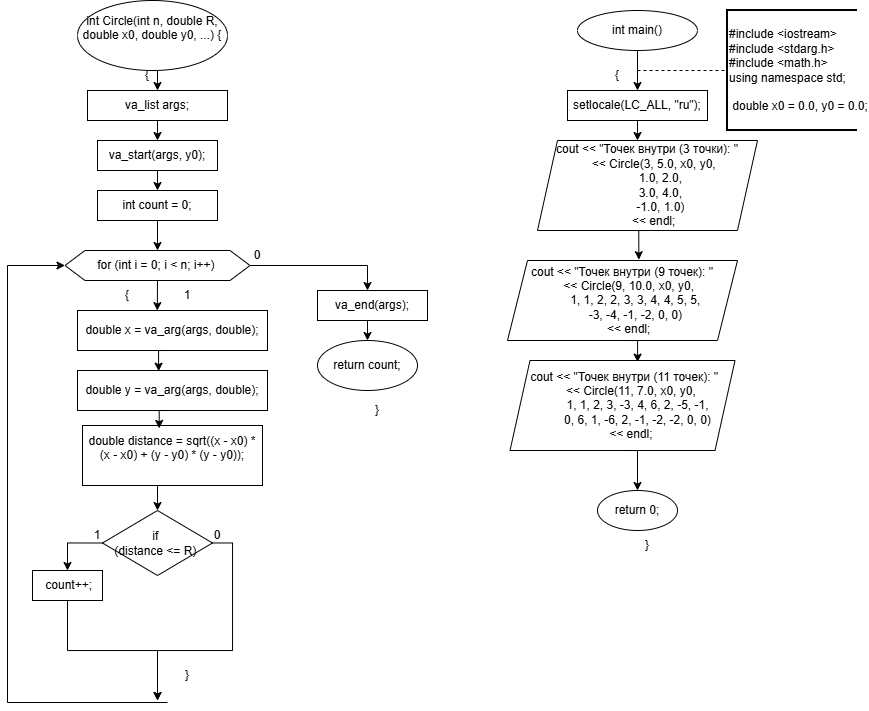 int Circle(int n, double R,
double x0, double y0, ...) {
{
va_list args;
va_start(args, y0);
int count = 0;
for (int i = 0; i < n; i++)
0
{
1
double x = va_arg(args, double);
double y = va_arg(args, double);
double distance = sqrt((x - x0) *
(x - x0) + (y - y0) * (y - y0));
if
(distance <= R)
1
0
count++;
}
va_end(args);
return count;
}
int main()
{
#include <iostream>
#include <stdarg.h>
#include <math.h>
using namespace std;
double x0 = 0.0, y0 = 0.0;
setlocale(LC_ALL, "ru");
cout << "Точек внутри (3 точки): "
<< Circle(3, 5.0, x0, y0,
1.0, 2.0,
3.0, 4.0,
-1.0, 1.0)
<< endl;
cout << "Точек внутри (9 точек): "
<< Circle(9, 10.0, x0, y0,
1, 1, 2, 2, 3, 3, 4, 4, 5, 5,
-3, -4, -1, -2, 0, 0)
<< endl;
cout << "Точек внутри (11 точек): "
<< Circle(11, 7.0, x0, y0,
1, 1, 2, 3, -3, 4, 6, 2, -5, -1,
0, 6, 1, -6, 2, -1, -2, -2, 0, 0)
<< endl;
return 0;
}